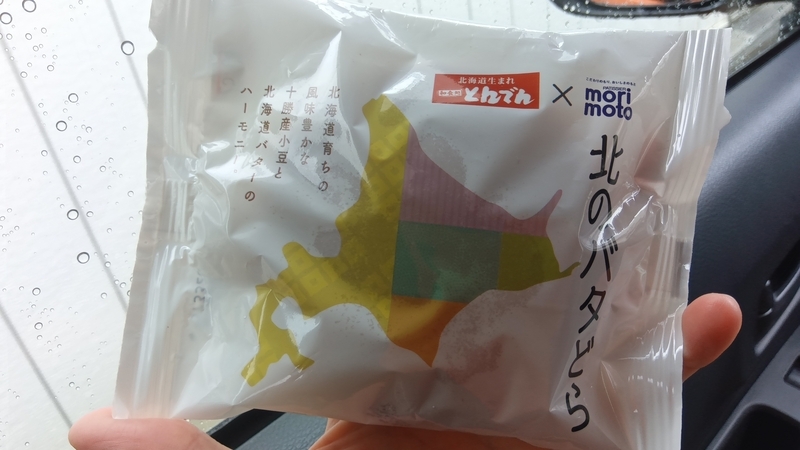 北海道生まれ
とんでん
×
PATISSERIE
mori
moto
北のバタどら
北海道育ちの
風味豊かな
十勝産小豆と
北海道バターの
ハーモニー